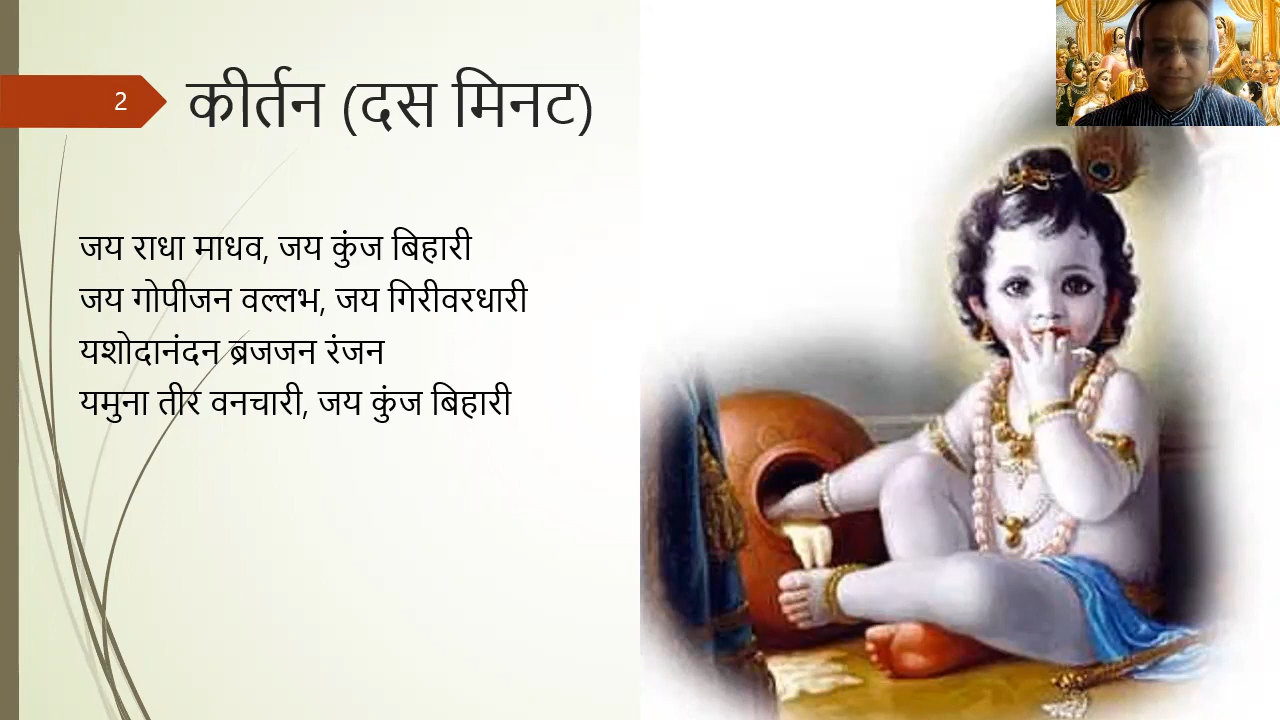 2
कीर्तन (दस मिनट)
जय राधा माधव, जय कुंज बिहारी
जय गोपीजन वल्लभ, जय गिरीवरधारी
यशोदानंदन ब्रजजन रंजन
यमुना तीर वनचारी, जय कुंज बिहारी